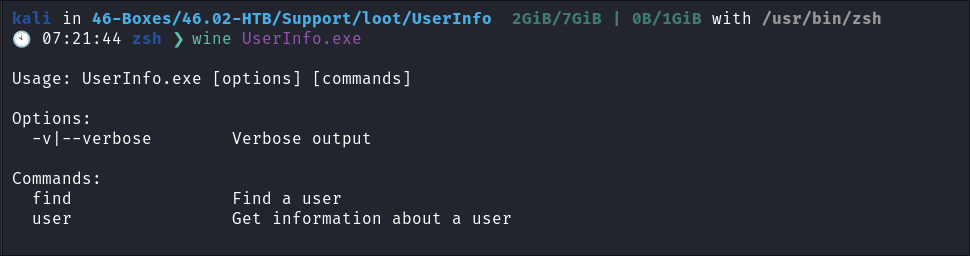 kali in 46-Boxes/46.02-HTB/Support/loot/UserInfo  2GiB/7GiB | 0B/1GiB with /usr/bin/zsh
🕙 07:21:44 zsh ❯ wine UserInfo.exe
Usage: UserInfo.exe [options] [commands]
Options:
  -v|--verbose        Verbose output
Commands:
  find                Find a user
  user                Get information about a user